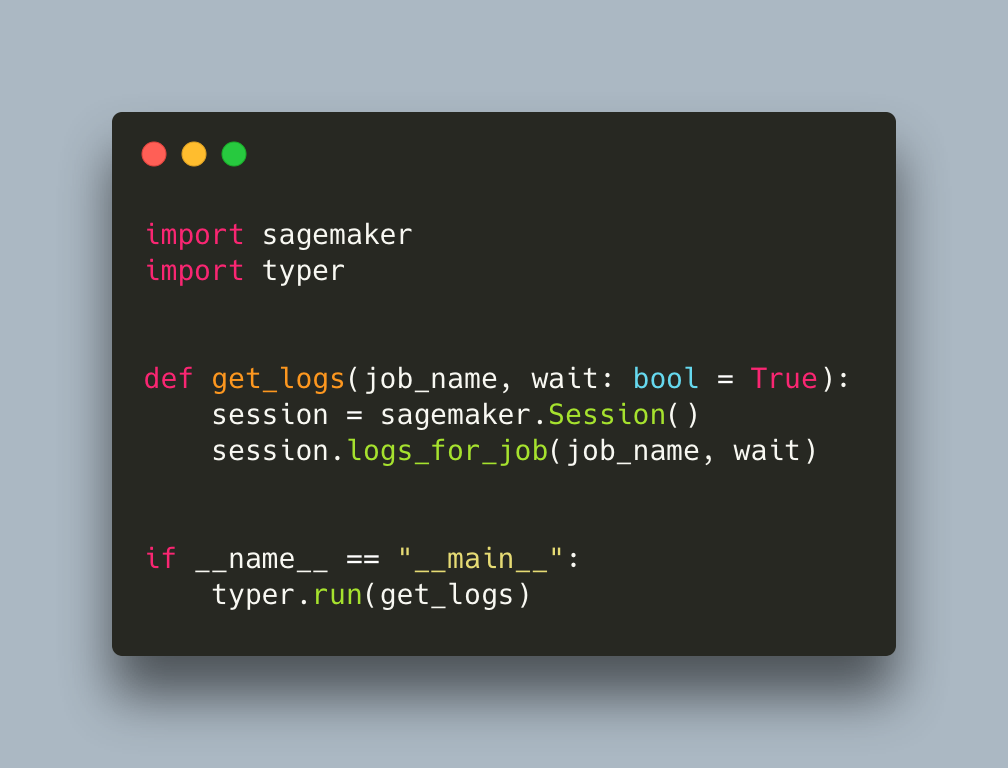 import sagemaker
import typer
def get_logs(job_name, wait: bool = True):
    session = sagemaker.Session()
    session.logs_for_job(job_name, wait)
if __name__ == "__main__":
    typer.run(get_logs)